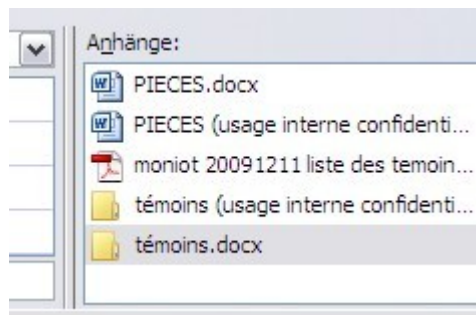 Anhänge:
PIECES.docx
PIECES (usage interne confidenti...
moniot 20091211 liste des temoin...
témoins (usage interne confidenti...
témoins.docx